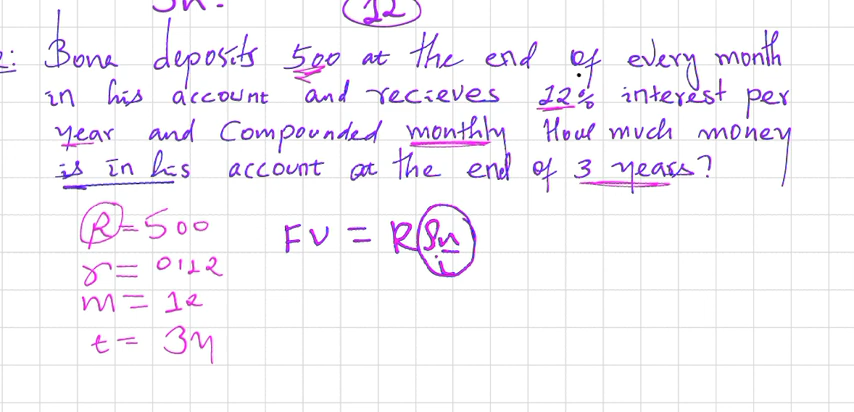 12
Bona deposits 500 at the end of every month
in his account and recieves 12% interest per
year and Compounded monthly How much money
is in his account at the end of 3 years?
R = 500
FV = R(Sn
i)
r = 0.12
m = 12
t = 3y